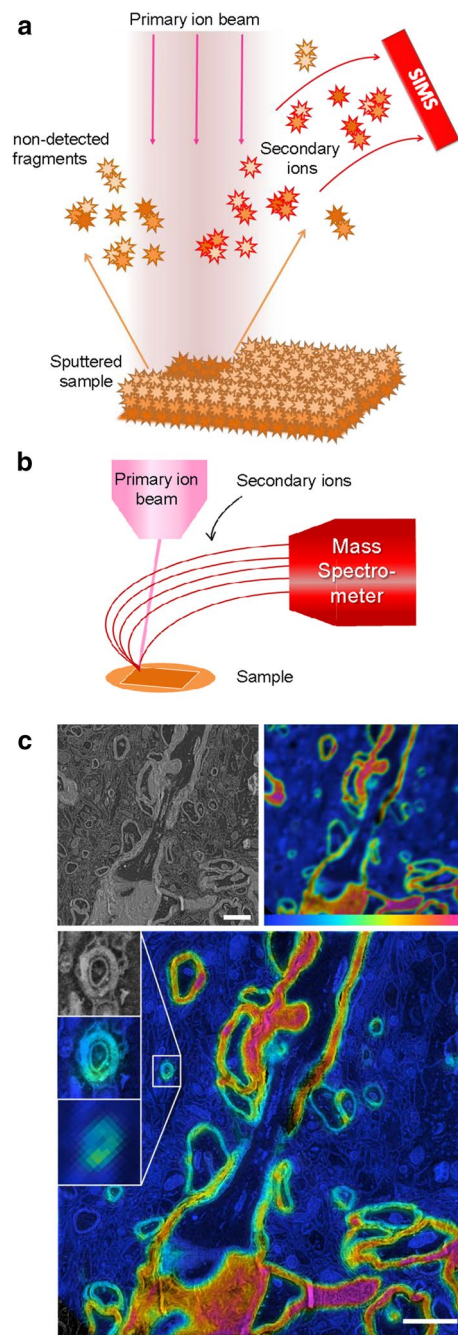 a
Primary ion beam
SIMS
non-detected
fragments
Secondary
ions
Sputtered
sample
b
Primary ion
beam
Secondary ions
Mass
Spectro-
meter
Sample
c